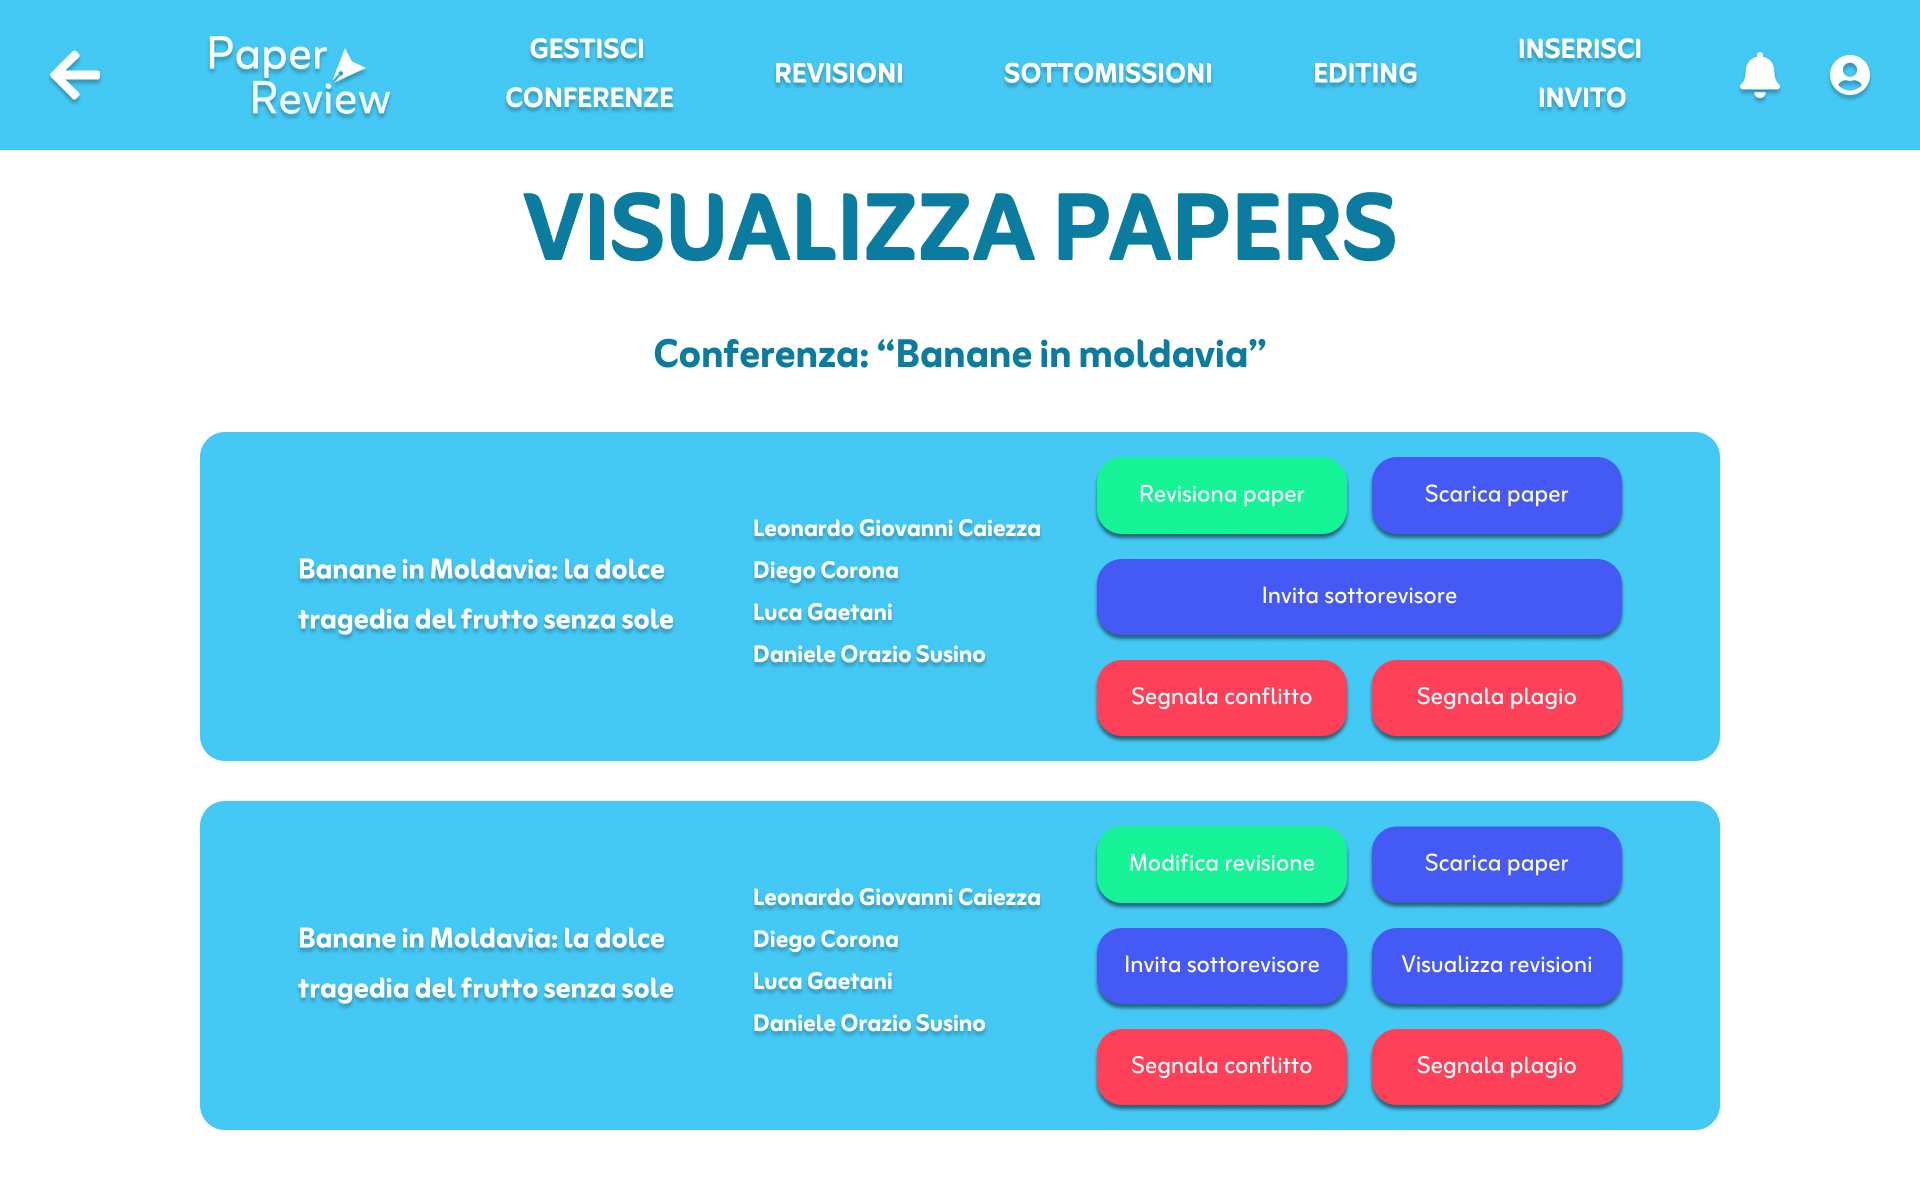 Paper
Review
GESTISCI
CONFERENZE
REVISIONI
SOTTOMISSIONI
EDITING
INSERISCI
INVITO
VISUALIZZA PAPERS
Conferenza: “Banane in moldavia”
Banane in Moldavia: la dolce
tragedia del frutto senza sole
Leonardo Giovanni Caiezza
Diego Corona
Luca Gaetani
Daniele Orazio Susino
Revisiona paper
Scarica paper
Invita sottorevisore
Segnala conflitto
Segnala plagio
Banane in Moldavia: la dolce
tragedia del frutto senza sole
Leonardo Giovanni Caiezza
Diego Corona
Luca Gaetani
Daniele Orazio Susino
Modifica revisione
Scarica paper
Invita sottorevisore
Visualizza revisioni
Segnala conflitto
Segnala plagio